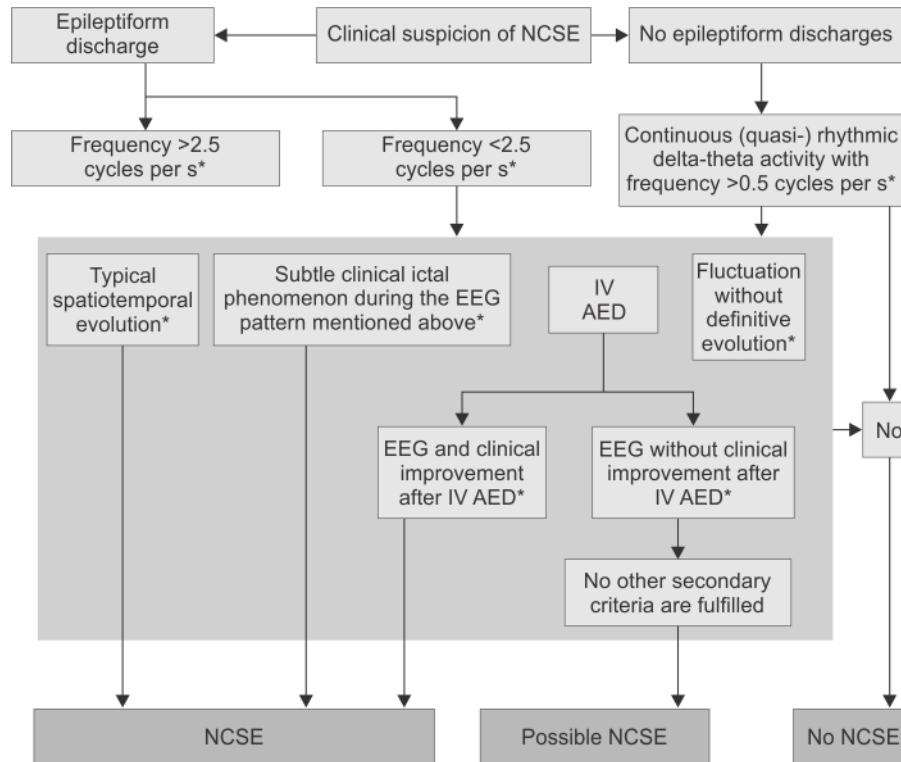 Epileptiform
discharge
Clinical suspicion of NCSE
No epileptiform discharges
Frequency >2.5
cycles per s*
Frequency <2.5
cycles per s*
Continuous (quasi-) rhythmic
delta-theta activity with
frequency >0.5 cycles per s*
Typical
spatiotemporal
evolution*
Subtle clinical ictal
phenomenon during the EEG
pattern mentioned above*
IV
AED
Fluctuation
without
definitive
evolution*
EEG and clinical
improvement
after IV AED*
EEG without clinical
improvement after
IV AED*
No
No other secondary
criteria are fulfilled
NCSE
Possible NCSE
No NCSE